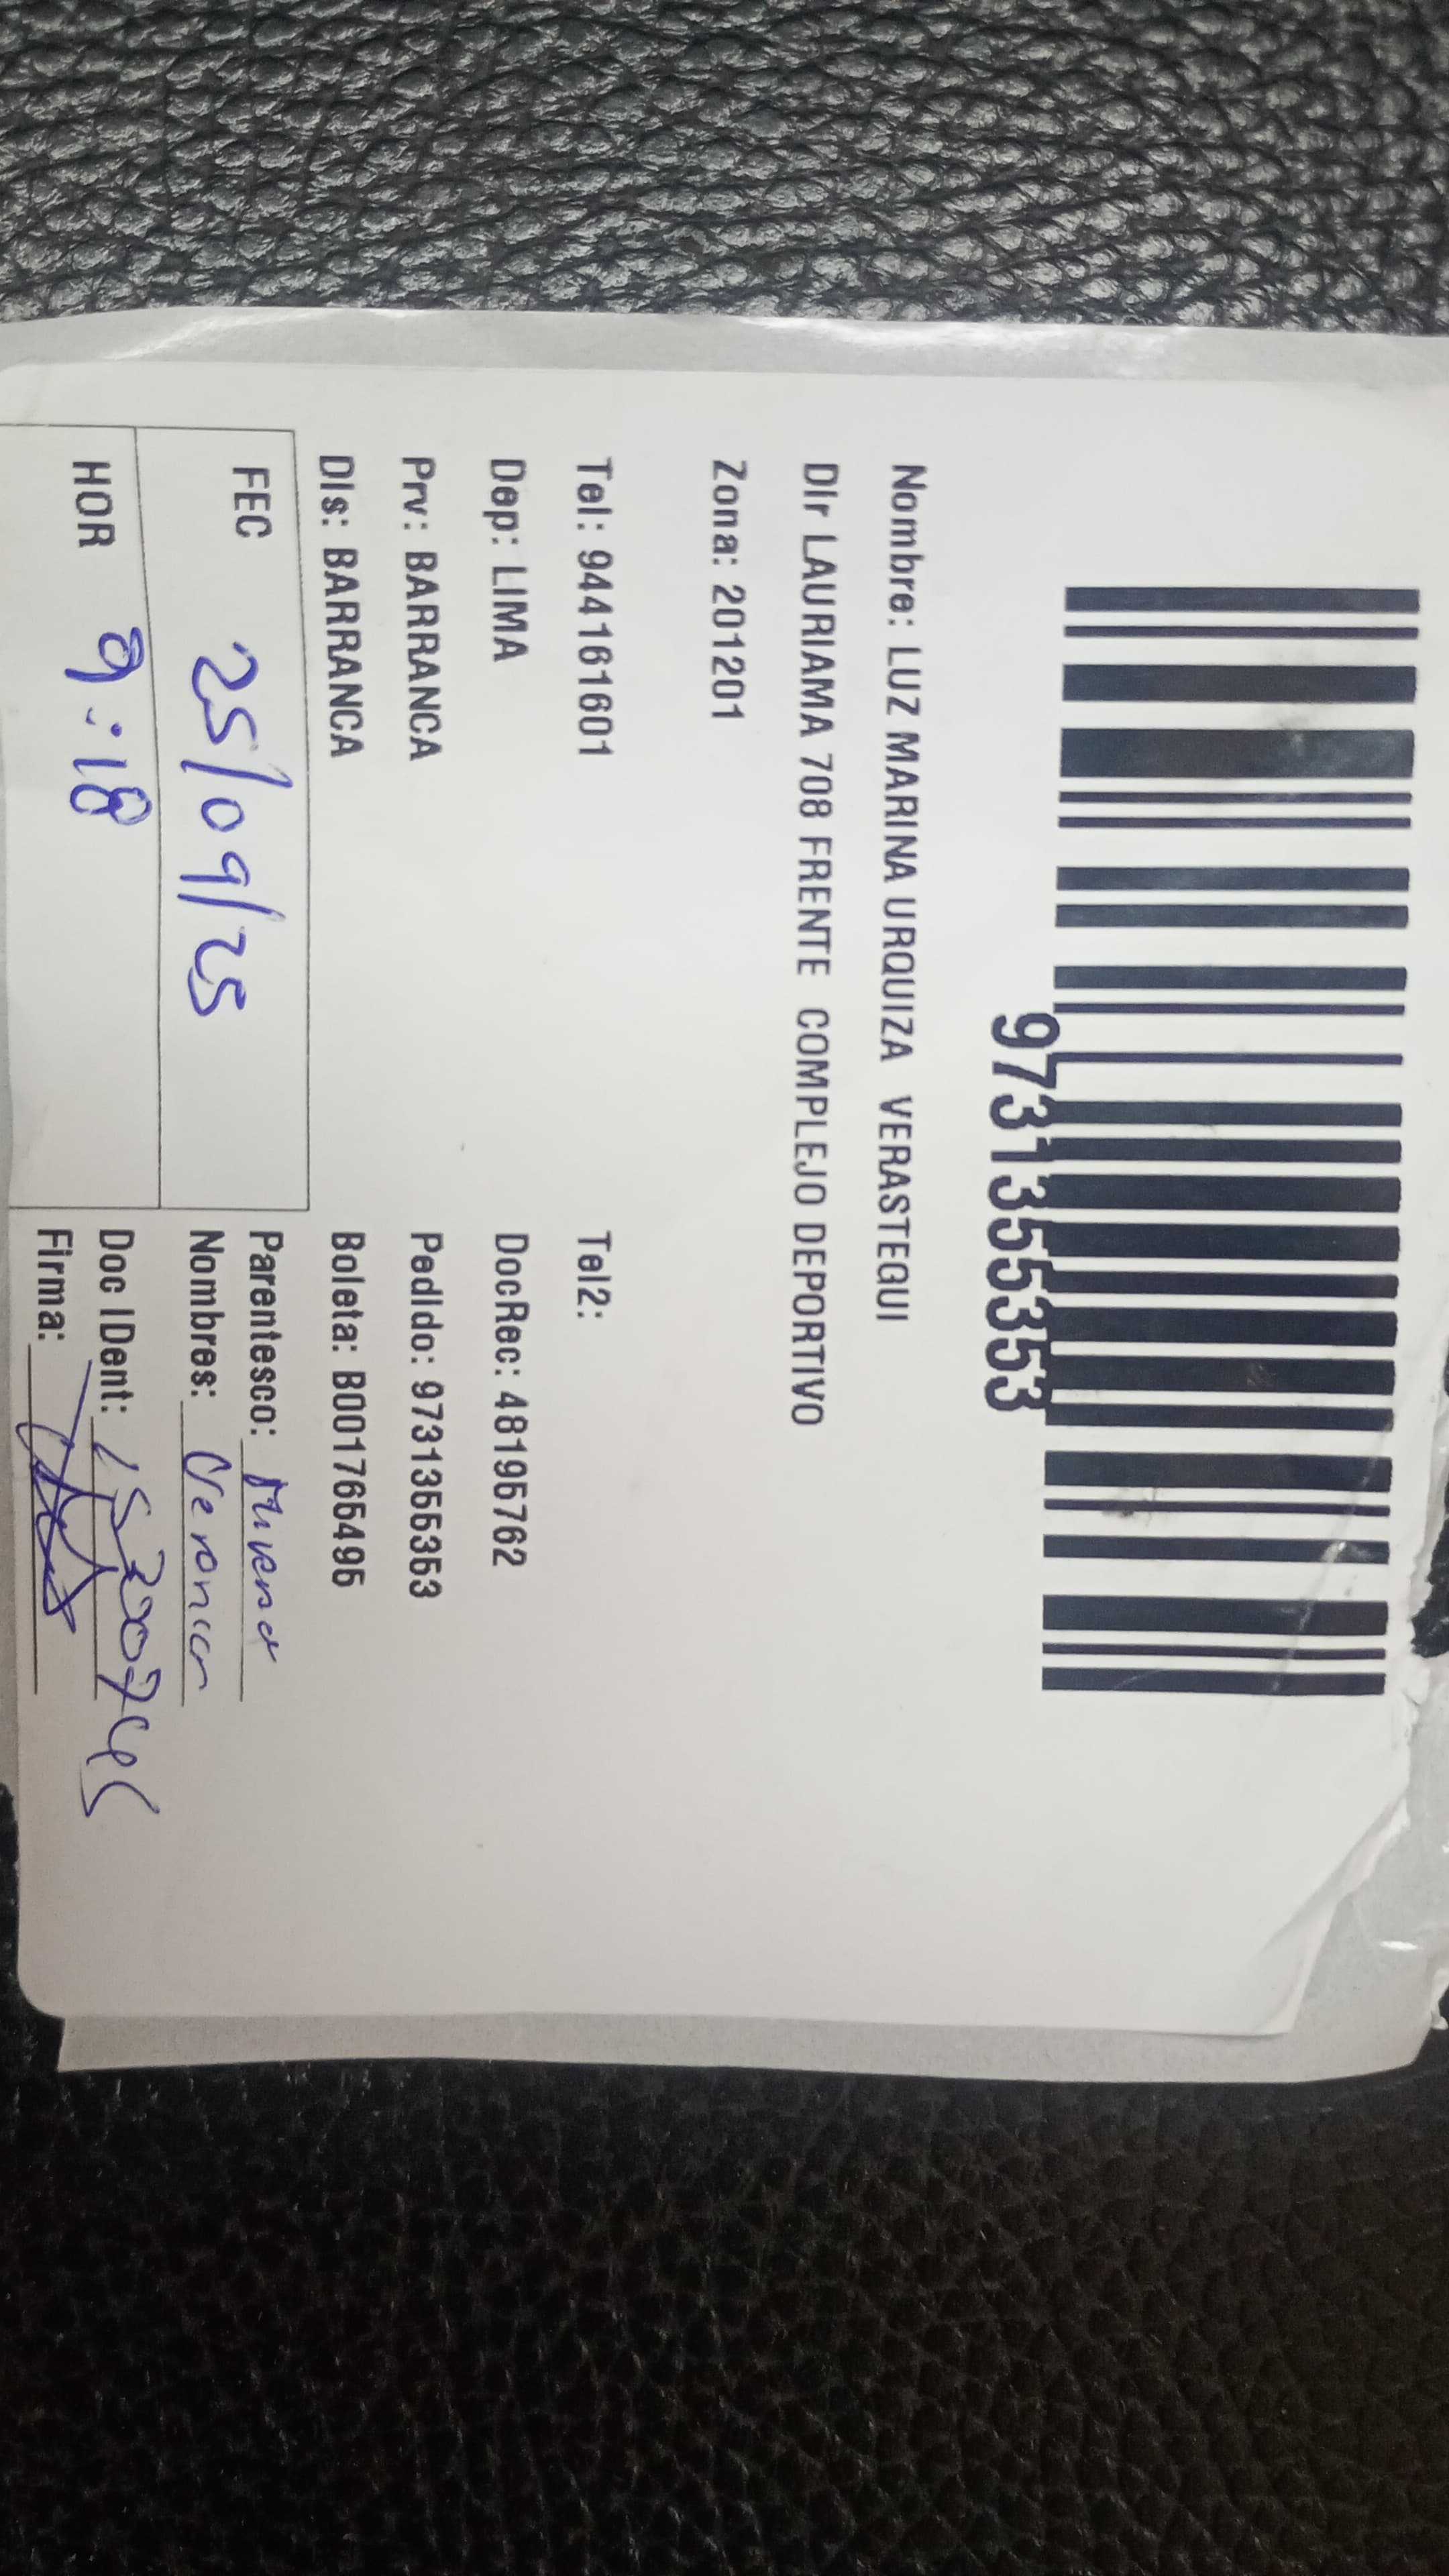 9731355353
Nombre: LUZ MARINA URQUIZA VERASTEGUI
Dir LAURIAMA 708 FRENTE COMPLEJO DEPORTIVO
Zona: 201201
Tel: 944161601 Tel2:
Dep: LIMA DocRec: 48195762
Prv: BARRANCA Pedido: 9731355353
Dis: BARRANCA Boleta: B001765495
FEC 25/09/25 Parentesco:
Nombres: Veronica
HOR 9:18 Doc IDent:
Firma: